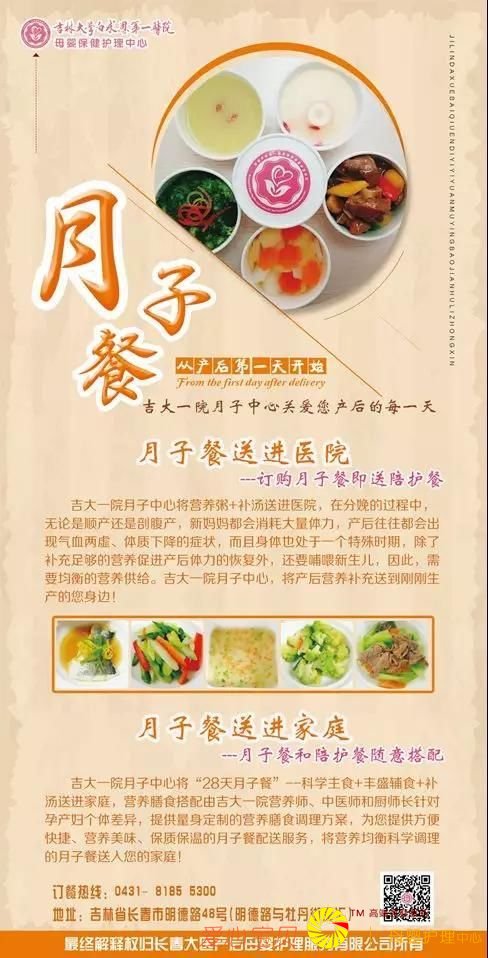 吉林大学白求恩第一医院
母婴保健护理中心
JILINDAXUEBAIQIUENDIYIYIYUANMUYINGBAOJIANHULIZHONGXIN
月子餐
从产后第一天开始
From the first day after delivery
吉大一院月子中心关爱您产后的每一天
月子餐送进医院
---订购月子餐即送陪护餐
吉大一院月子中心将营养粥+补汤送进医院，在分娩的过程中，
无论是顺产还是剖腹产，新妈妈都会消耗大量体力，产后往往都会出
现气血两虚、体质下降的症状，而且身体也处于一个特殊时期，除了
补充足够的营养促进产后体力的恢复外，还要哺喂新生儿，因此，需
要均衡的营养供给。吉大一院月子中心，将产后营养补充送到刚刚生
产的您身边！
月子餐送进家庭
---月子餐和陪护餐随意搭配
吉大一院月子中心将“28天月子餐”--科学主食+丰盛辅食+补
汤送进家庭，营养膳食搭配由吉大一院营养师、中医师和厨师长针对
孕产妇个体差异，提供量身定制的营养膳食调理方案，为您提供方便
快捷、营养美味、保质保温的月子餐配送服务，将营养均衡科学调理
的月子餐送入您的家庭！
订餐热线：0431- 8185 5300
地址：吉林省长春市明德路48号(明德路与牡丹街
TM
护理中心
最终解释权归长春大医产后母婴护理服务有限公司所有